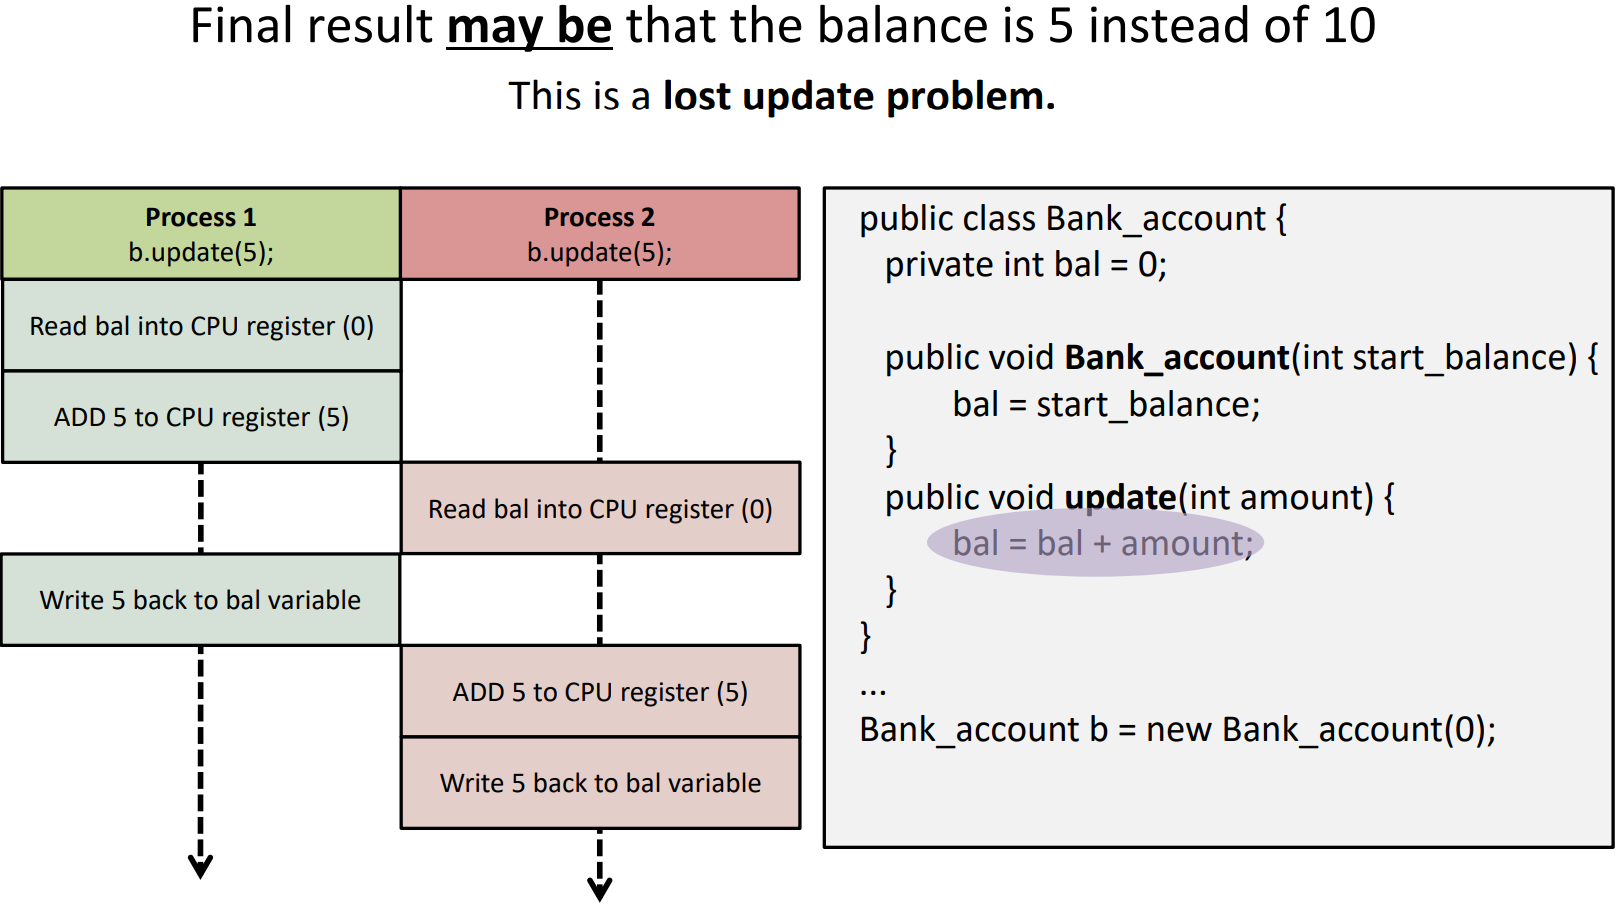 Final result may be that the balance is 5 instead of 10
This is a lost update problem.
Process 1
b.update(5);
Process 2
b.update(5);
Read bal into CPU register (0)
ADD 5 to CPU register (5)
Read bal into CPU register (0)
Write 5 back to bal variable
ADD 5 to CPU register (5)
Write 5 back to bal variable
public class Bank_account {
private int bal = 0;
public void Bank_account(int start_balance) {
bal = start_balance;
}
public void update(int amount) {
bal = bal + amount;
}
}
...
Bank_account b = new Bank_account(0);